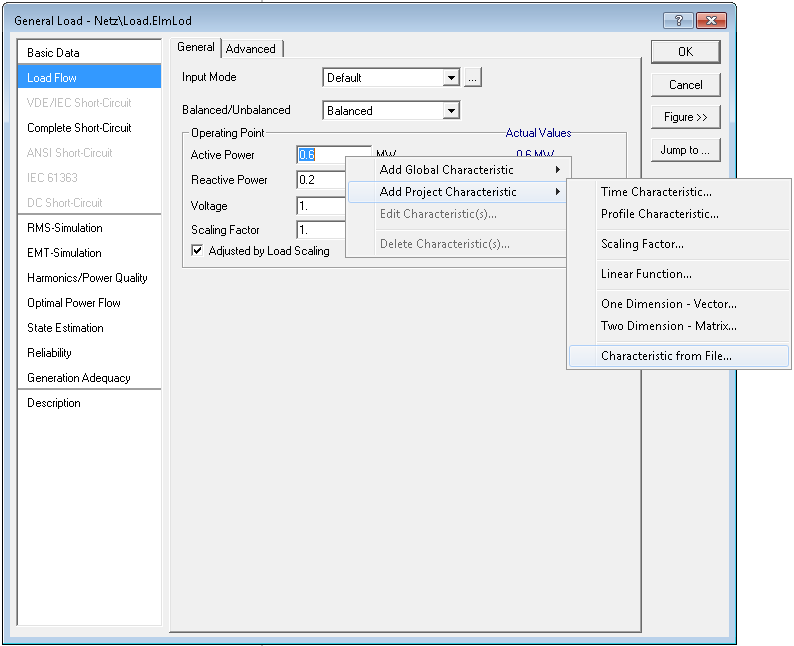 General Load - Netz\Load.ElmLod
?
Basic Data
Load Flow
VDE/IEC Short-Circuit
Complete Short-Circuit
ANSI Short-Circuit
IEC 61363
DC Short-Circuit
RMS-Simulation
EMT-Simulation
Harmonics/Power Quality
Optimal Power Flow
State Estimation
Reliability
Generation Adequacy
Description
General Advanced
Input Mode Default ...
Balanced/Unbalanced Balanced
Operating Point Actual Values
Active Power 0.6 MW 0.6 MW
Reactive Power 0.2
Voltage 1.
Scaling Factor 1.
Adjusted by Load Scaling
Add Global Characteristic
Add Project Characteristic
Edit Characteristic(s)...
Delete Characteristic(s)...
Time Characteristic...
Profile Characteristic...
Scaling Factor...
Linear Function...
One Dimension - Vector...
Two Dimension - Matrix...
Characteristic from File...
OK
Cancel
Figure >>
Jump to ...